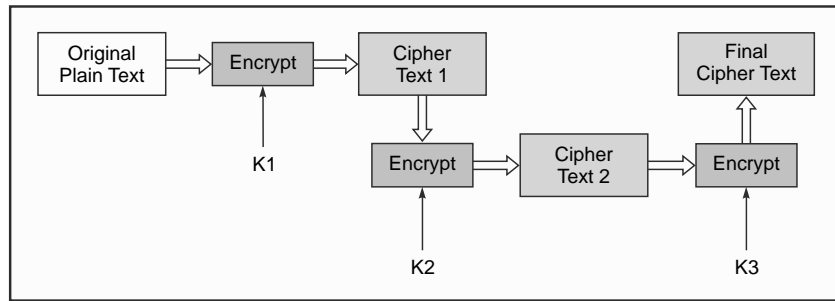 Original
Plain Text
Encrypt
Cipher
Text 1
Final
Cipher Text
K1
Encrypt
Cipher
Text 2
Encrypt
K2
K3